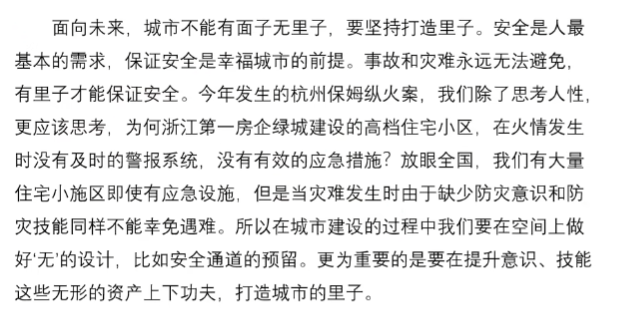 面向未来，城市不能有面子无里子，要坚持打造里子。安全是人最
基本的需求，保证安全是幸福城市的前提。事故和灾难永远无法避免，
有里子才能保证安全。今年发生的杭州保姆纵火案，我们除了思考人性，
更应该思考，为何浙江第一房企绿城建设的高档住宅小区，在火情发生
时没有及时的警报系统，没有有效的应急措施？放眼全国，我们有大量
住宅小施区即使有应急设施，但是当灾难发生时由于缺少防灾意识和防
灾技能同样不能幸免遇难。所以在城市建设的过程中我们要在空间上做
好‘无’的设计，比如安全通道的预留。更为重要的是要在提升意识、技能
这些无形的资产上下功夫，打造城市的里子。